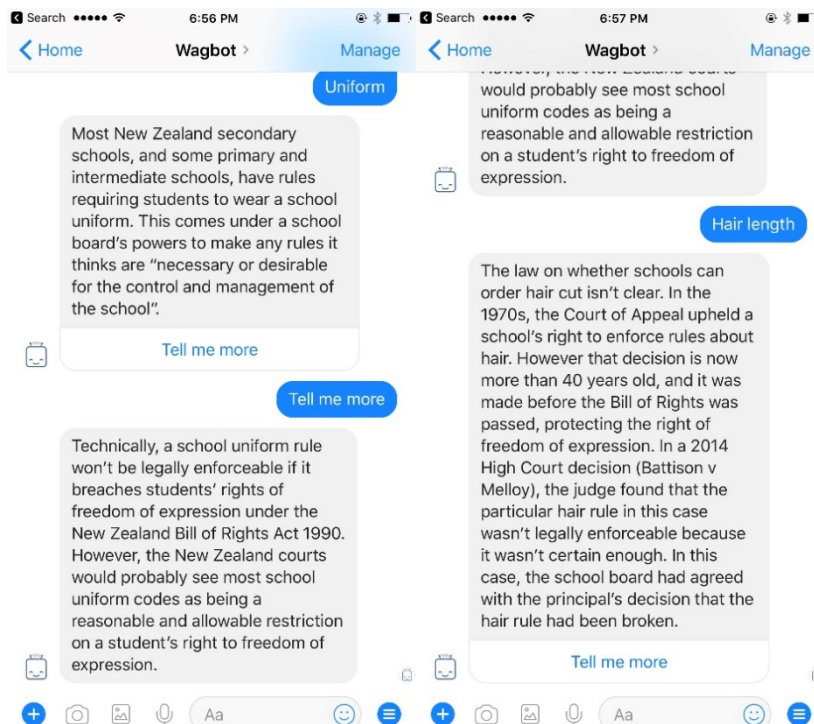 Search 6:56 PM
Home Wagbot > Manage
Uniform
Most New Zealand secondary
schools, and some primary and
intermediate schools, have rules
requiring students to wear a school
uniform. This comes under a school
board's powers to make any rules it
thinks are “necessary or desirable
for the control and management of
the school”.
Tell me more
Tell me more
Technically, a school uniform rule
won't be legally enforceable if it
breaches students' rights of
freedom of expression under the
New Zealand Bill of Rights Act 1990.
However, the New Zealand courts
would probably see most school
uniform codes as being a
reasonable and allowable restriction
on a student's right to freedom of
expression.
Aa
Search 6:57 PM
Home Wagbot > Manage
However, the New Zealand courts
would probably see most school
uniform codes as being a
reasonable and allowable restriction
on a student's right to freedom of
expression.
Hair length
The law on whether schools can
order hair cut isn't clear. In the
1970s, the Court of Appeal upheld a
school's right to enforce rules about
hair. However that decision is now
more than 40 years old, and it was
made before the Bill of Rights was
passed, protecting the right of
freedom of expression. In a 2014
High Court decision (Battison v
Melloy), the judge found that the
particular hair rule in this case
wasn't legally enforceable because
it wasn't certain enough. In this
case, the school board had agreed
with the principal's decision that the
hair rule had been broken.
Tell me more
Aa